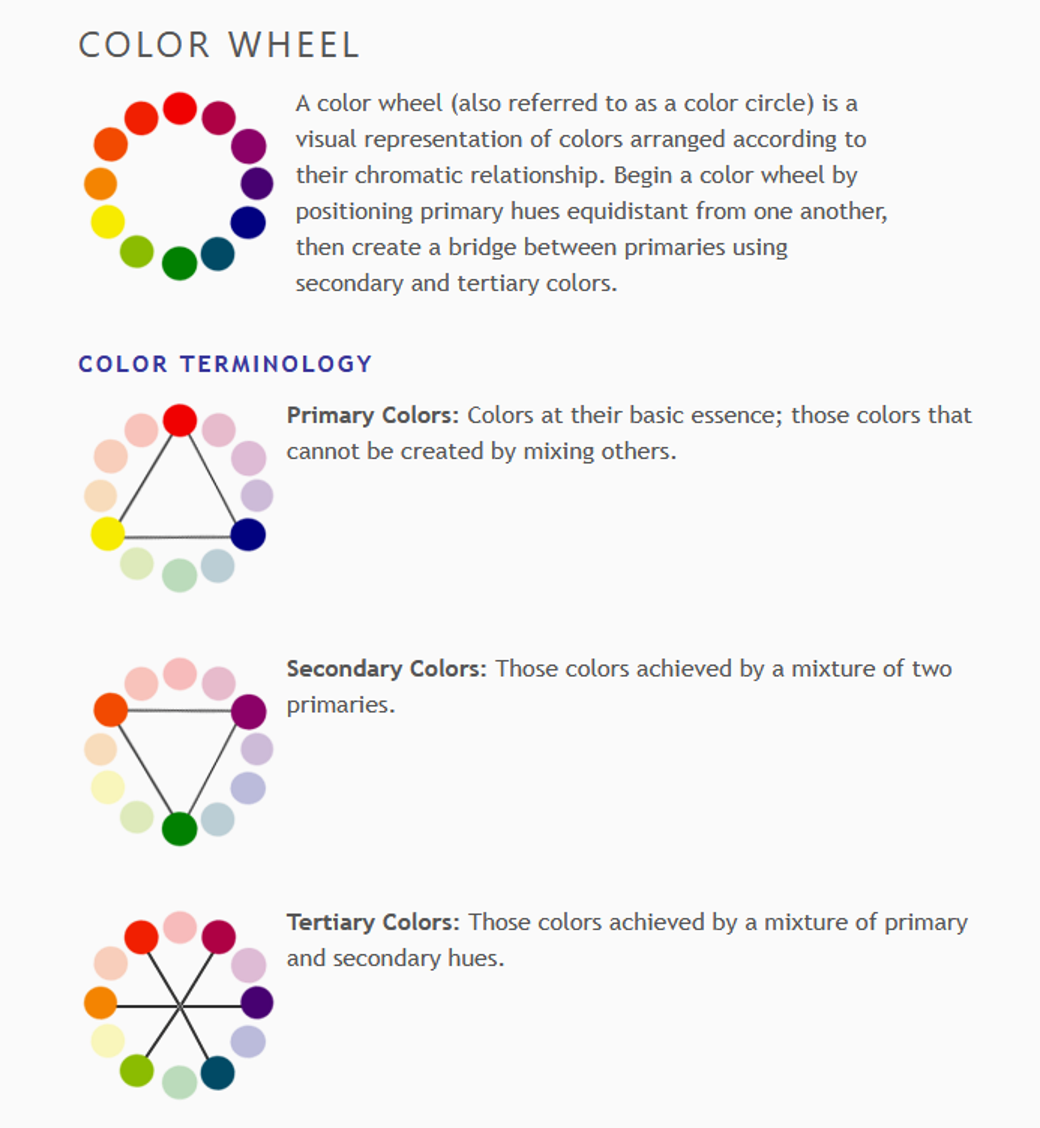 COLOR WHEEL
A color wheel (also referred to as a color circle) is a
visual representation of colors arranged according to
their chromatic relationship. Begin a color wheel by
positioning primary hues equidistant from one another,
then create a bridge between primaries using
secondary and tertiary colors.
COLOR TERMINOLOGY
Primary Colors: Colors at their basic essence; those colors that
cannot be created by mixing others.
Secondary Colors: Those colors achieved by a mixture of two
primaries.
Tertiary Colors: Those colors achieved by a mixture of primary
and secondary hues.